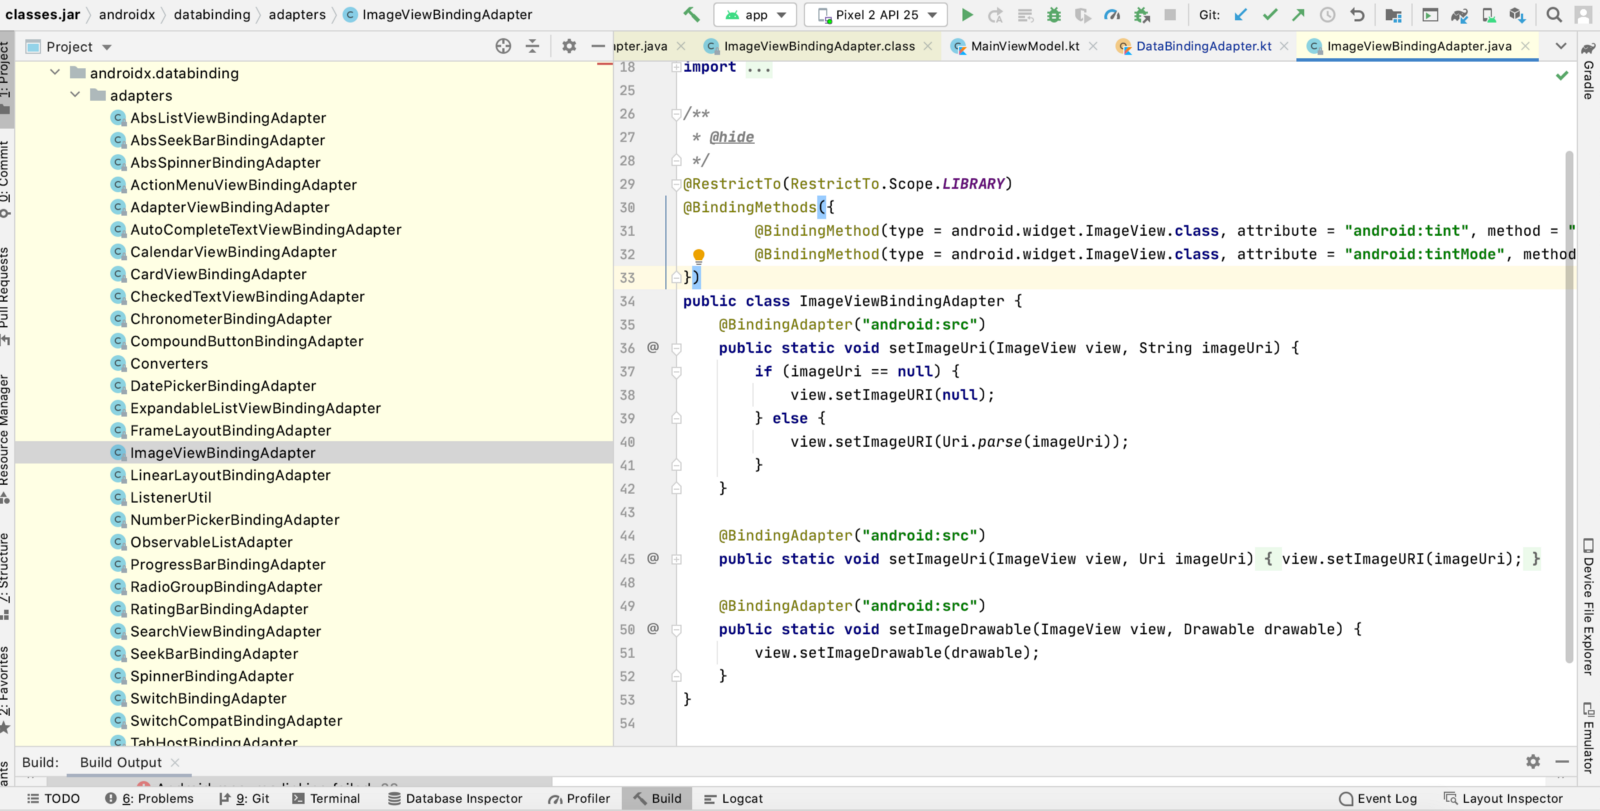 classes.jar androidx databinding adapters ImageViewBindingAdapter
app Pixel 2 API 25 Git:
Project
pter.java ImageViewBindingAdapter.class MainViewModel.kt DataBindingAdapter.kt ImageViewBindingAdapter.java
1: Project
0: Commit
Pull Requests
Resource Manager
Z: Structure
2: Favorites
androidx.databinding
adapters
AbsListViewBindingAdapter
AbsSeekBarBindingAdapter
AbsSpinnerBindingAdapter
ActionMenuViewBindingAdapter
AdapterViewBindingAdapter
AutoCompleteTextViewBindingAdapter
CalendarViewBindingAdapter
CardViewBindingAdapter
CheckedTextViewBindingAdapter
ChronometerBindingAdapter
CompoundButtonBindingAdapter
Converters
DatePickerBindingAdapter
ExpandableListViewBindingAdapter
FrameLayoutBindingAdapter
ImageViewBindingAdapter
LinearLayoutBindingAdapter
ListenerUtil
NumberPickerBindingAdapter
ObservableListAdapter
ProgressBarBindingAdapter
RadioGroupBindingAdapter
RatingBarBindingAdapter
SearchViewBindingAdapter
SeekBarBindingAdapter
SpinnerBindingAdapter
SwitchBindingAdapter
SwitchCompatBindingAdapter
TabHostBindingAdapter
18 import ...
25
26 /**
27 * @hide
28 */
29 @RestrictTo(RestrictTo.Scope.LIBRARY)
30 @BindingMethods({
31 @BindingMethod(type = android.widget.ImageView.class, attribute = "android:tint", method = "
32 @BindingMethod(type = android.widget.ImageView.class, attribute = "android:tintMode", method
33 })
34 public class ImageViewBindingAdapter {
35 @BindingAdapter("android:src")
36 @ public static void setImageUri(ImageView view, String imageUri) {
37 if (imageUri == null) {
38 view.setImageURI(null);
39 } else {
40 view.setImageURI(Uri.parse(imageUri));
41 }
42 }
43
44 @BindingAdapter("android:src")
45 @ public static void setImageUri(ImageView view, Uri imageUri) { view.setImageURI(imageUri); }
48
49 @BindingAdapter("android:src")
50 @ public static void setImageDrawable(ImageView view, Drawable drawable) {
51 view.setImageDrawable(drawable);
52 }
53 }
54
Gradle
Device File Explorer
Emulator
Build: Build Output
TODO 6: Problems 9: Git Terminal Database Inspector Profiler Build Logcat Event Log Layout Inspector